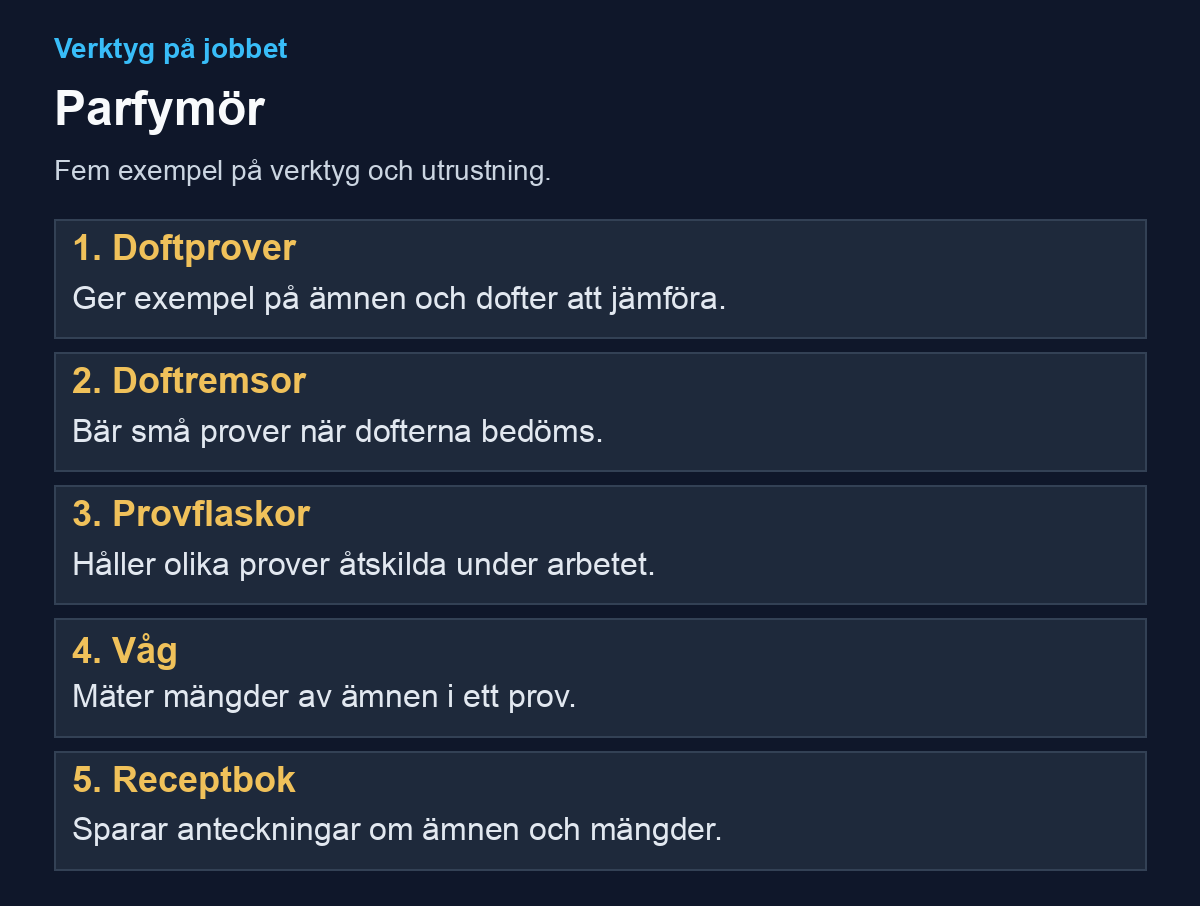 Verktyg på jobbet
Parfymör
Fem exempel på verktyg och utrustning.
1. Doftprover
Ger exempel på ämnen och dofter att jämföra.
2. Doftremsor
Bär små prover när dofterna bedöms.
3. Provflaskor
Håller olika prover åtskilda under arbetet.
4. Våg
Mäter mängder av ämnen i ett prov.
5. Receptbok
Sparar anteckningar om ämnen och mängder.